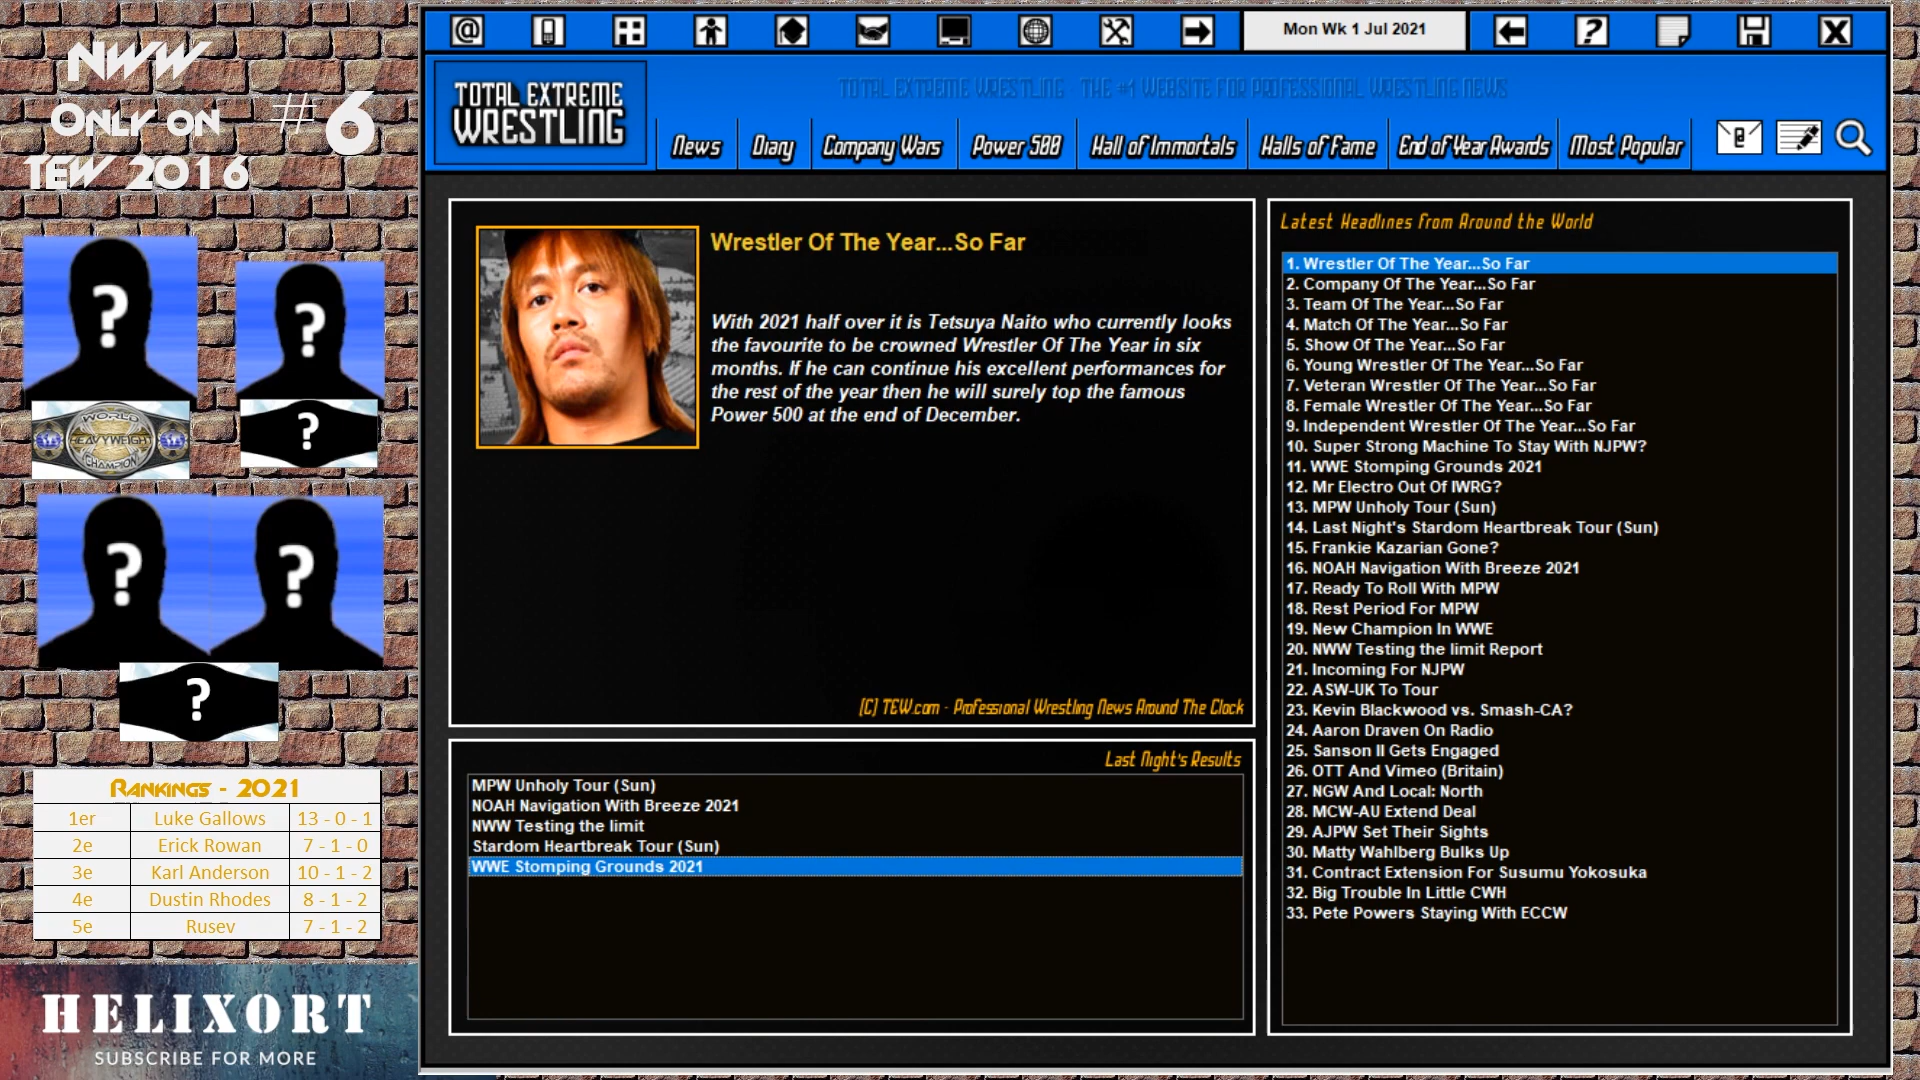 NWW
Only on
TEW 2016
#6
?
?
WORLD
HEAVYWEIGHT
CHAMPION
?
?
?
?
Rankings - 2021
1er Luke Gallows 13 - 0 - 1
2e Erick Rowan 7 - 1 - 0
3e Karl Anderson 10 - 1 - 2
4e Dustin Rhodes 8 - 1 - 2
5e Rusev 7 - 1 - 2
HELIXORT
SUBSCRIBE FOR MORE
@
Mon Wk 1 Jul 2021
?
X
TOTAL EXTREME
WRESTLING
TOTAL EXTREME WRESTLING - THE #1 WEBSITE FOR PROFESSIONAL WRESTLING NEWS
News
Diary
Company Wars
Power 500
Hall of Immortals
Halls of Fame
End of Year Awards
Most Popular
Wrestler Of The Year...So Far
With 2021 half over it is Tetsuya Naito who currently looks
the favourite to be crowned Wrestler Of The Year in six
months. If he can continue his excellent performances for
the rest of the year then he will surely top the famous
Power 500 at the end of December.
(C) TEW.com - Professional Wrestling News Around The Clock
Last Night's Results
MPW Unholy Tour (Sun)
NOAH Navigation With Breeze 2021
NWW Testing the limit
Stardom Heartbreak Tour (Sun)
WWE Stomping Grounds 2021
Latest Headlines From Around the World
1. Wrestler Of The Year...So Far
2. Company Of The Year...So Far
3. Team Of The Year...So Far
4. Match Of The Year...So Far
5. Show Of The Year...So Far
6. Young Wrestler Of The Year...So Far
7. Veteran Wrestler Of The Year...So Far
8. Female Wrestler Of The Year...So Far
9. Independent Wrestler Of The Year...So Far
10. Super Strong Machine To Stay With NJPW?
11. WWE Stomping Grounds 2021
12. Mr Electro Out Of IWRG?
13. MPW Unholy Tour (Sun)
14. Last Night's Stardom Heartbreak Tour (Sun)
15. Frankie Kazarian Gone?
16. NOAH Navigation With Breeze 2021
17. Ready To Roll With MPW
18. Rest Period For MPW
19. New Champion In WWE
20. NWW Testing the limit Report
21. Incoming For NJPW
22. ASW-UK To Tour
23. Kevin Blackwood vs. Smash-CA?
24. Aaron Draven On Radio
25. Sanson II Gets Engaged
26. OTT And Vimeo (Britain)
27. NGW And Local: North
28. MCW-AU Extend Deal
29. AJPW Set Their Sights
30. Matty Wahlberg Bulks Up
31. Contract Extension For Susumu Yokosuka
32. Big Trouble In Little CWH
33. Pete Powers Staying With ECCW